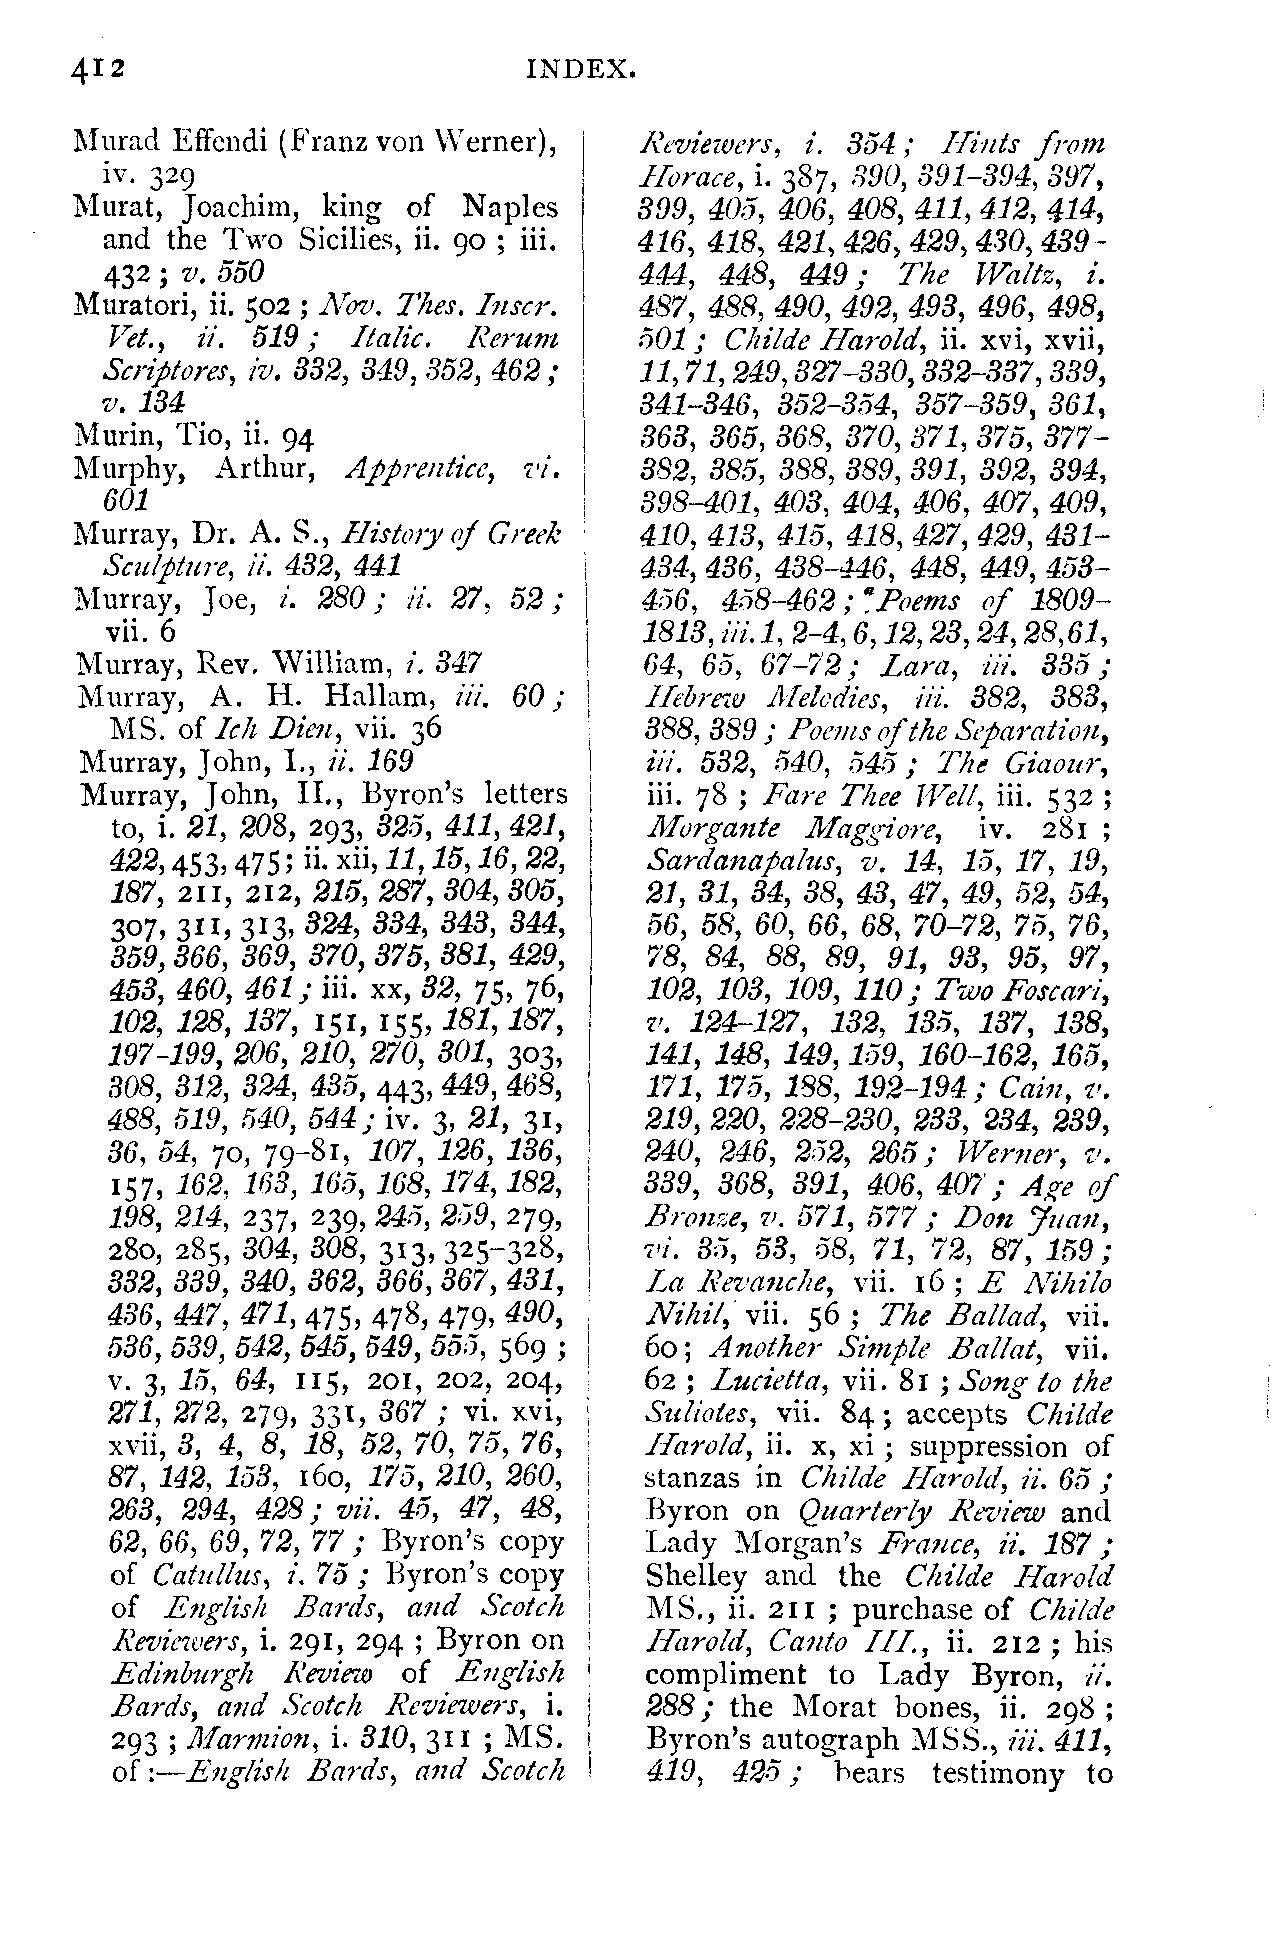 412
INDEX.
Murad Effendi (Franz von Werner),
iv. 329
Murat, Joachim, king of Naples
and the Two Sicilies, ii. 90 ; iii.
432 ; v. 550
Muratori, ii. 502 ; Nov. Thes. Inscr.
Vet., ii. 519 ; Italic. Rerum
Scriptores, iv. 332, 349, 352, 462 ;
v. 134
Murin, Tio, ii. 94
Murphy, Arthur, Apprentice, vi.
601
Murray, Dr. A. S., History of Greek
Sculpture, ii. 432, 441
Murray, Joe, i. 280 ; ii. 27, 52 ;
vii. 6
Murray, Rev. William, i. 347
Murray, A. H. Hallam, iii. 60 ;
MS. of Ich Dien, vii. 36
Murray, John, I., ii. 169
Murray, John, II., Byron's letters
to, i. 21, 208, 293, 325, 411, 421,
422, 453, 475; ii. xii, 11, 15, 16, 22,
187, 211, 212, 215, 287, 304, 305,
307, 311, 313, 324, 334, 343, 344,
359, 366, 369, 370, 375, 381, 429,
453, 460, 461 ; iii. xx, 32, 75, 76,
102, 128, 137, 151, 155, 181, 187,
197-199, 206, 210, 270, 301, 303,
308, 312, 324, 435, 443, 449, 468,
488, 519, 540, 544 ; iv. 3, 21, 31,
36, 54, 70, 79-81, 107, 126, 136,
157, 162, 163, 165, 168, 174, 182,
198, 214, 237, 239, 245, 259, 279,
280, 285, 304, 308, 313, 325-328,
332, 339, 340, 362, 366, 367, 431,
436, 447, 471, 475, 478, 479, 490,
536, 539, 542, 545, 549, 555, 569 ;
v. 3, 15, 64, 115, 201, 202, 204,
271, 272, 279, 331, 367 ; vi. xvi,
xvii, 3, 4, 8, 18, 52, 70, 75, 76,
87, 142, 153, 160, 175, 210, 260,
263, 294, 428 ; vii. 45, 47, 48,
62, 66, 69, 72, 77 ; Byron's copy
of Catullus, i. 75 ; Byron's copy
of English Bards, and Scotch
Reviewers, i. 291, 294 ; Byron on
Edinburgh Review of English
Bards, and Scotch Reviewers, i.
293 ; Marmion, i. 310, 311 ; MS.
of :—English Bards, and Scotch
Reviewers, i. 354 ; Hints from
Horace, i. 387, 390, 391-394, 397,
399, 405, 406, 408, 411, 412, 414,
416, 418, 421, 426, 429, 430, 439-
444, 448, 449 ; The Waltz, i.
487, 488, 490, 492, 493, 496, 498,
501 ; Childe Harold, ii. xvi, xvii,
11, 71, 249, 327-330, 332-337, 339,
341-346, 352-354, 357-359, 361,
363, 365, 368, 370, 371, 375, 377-
382, 385, 388, 389, 391, 392, 394,
398-401, 403, 404, 406, 407, 409,
410, 413, 415, 418, 427, 429, 431-
434, 436, 438-446, 448, 449, 453-
456, 458-462 ; Poems of 1809-
1813, iii. 1, 2-4, 6, 12, 23, 24, 28, 61,
64, 65, 67-72 ; Lara, iii. 335 ;
Hebrew Melodies, iii. 382, 383,
388, 389 ; Poems of the Separation,
iii. 532, 540, 545 ; The Giaour,
iii. 78 ; Fare Thee Well, iii. 532 ;
Morgante Maggiore, iv. 281 ;
Sardanapalus, v. 14, 15, 17, 19,
21, 31, 34, 38, 43, 47, 49, 52, 54,
56, 58, 60, 66, 68, 70-72, 75, 76,
78, 84, 88, 89, 91, 93, 95, 97,
102, 103, 109, 110 ; Two Foscari,
v. 124-127, 132, 135, 137, 138,
141, 148, 149, 159, 160-162, 165,
171, 175, 188, 192-194 ; Cain, v.
219, 220, 228-230, 233, 234, 239,
240, 246, 252, 265 ; Werner, v.
339, 368, 391, 406, 407 ; Age of
Bronze, v. 571, 577 ; Don Juan,
vi. 35, 53, 58, 71, 72, 87, 159 ;
La Revanche, vii. 16 ; E Nihilo
Nihil, vii. 56 ; The Ballad, vii.
60; Another Simple Ballat, vii.
62 ; Lucietta, vii. 81 ; Song to the
Suliotes, vii. 84 ; accepts Childe
Harold, ii. x, xi ; suppression of
stanzas in Childe Harold, ii. 65 ;
Byron on Quarterly Review and
Lady Morgan's France, ii. 187 ;
Shelley and the Childe Harold
MS., ii. 211 ; purchase of Childe
Harold, Canto III., ii. 212 ; his
compliment to Lady Byron, ii.
288 ; the Morat bones, ii. 298 ;
Byron's autograph MSS., iii. 411,
419, 425 ; bears testimony to